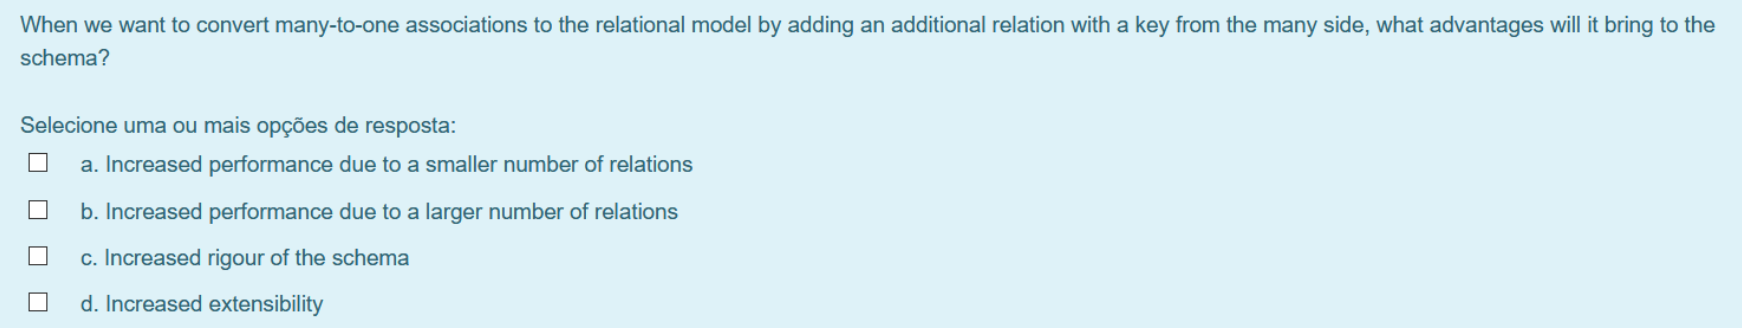 When we want to convert many-to-one associations to the relational model by adding an additional relation with a key from the many side, what advantages will it bring to the
schema?
Selecione uma ou mais opções de resposta:
a. Increased performance due to a smaller number of relations
b. Increased performance due to a larger number of relations
c. Increased rigour of the schema
d. Increased extensibility